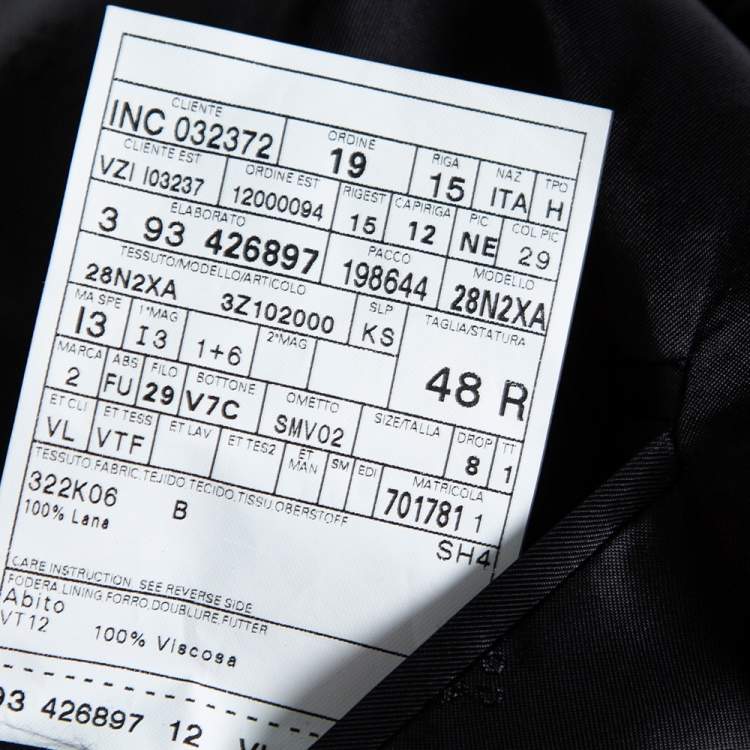 CLIENTE ORDINE RIGA NAZ TPO
INC 032372 19 15 ITA H
CLIENTE EST ORDINE EST RIGEST CAPIRIGA PIC COL PIC
VZI I03237 12000094 15 12 NE 29
ELABORATO PACCO MODELLO
3 93 426897 198644 28N2XA
TESSUTO/MODELLO/ARTICOLO SLP TAGLIA/STATURA
28N2XA 3Z102000 KS 48 R
MA SPE 1°MAG 2°MAG
I3 I3 1+6
MARCA ABS FILO BOTTONE OMETTO SIZE/TALLA DROP TT
2 FU 29 V7C SMV02 8 1
ET CLI ET TESS ET LAV ET TES2 ET MAN SM EDI MATRICOLA
VL VTF 701781 1
TESSUTO.FABRIC.TEJIDO TECIDO.TISSU.OBERSTOFF
322K06 B SH4
100% Lana
CARE INSTRUCTION SEE REVERSE SIDE
FODERA LINING FORRO.DOUBLURE.FUTTER
Abito
VT12 100% Viscosa
93 426897 12